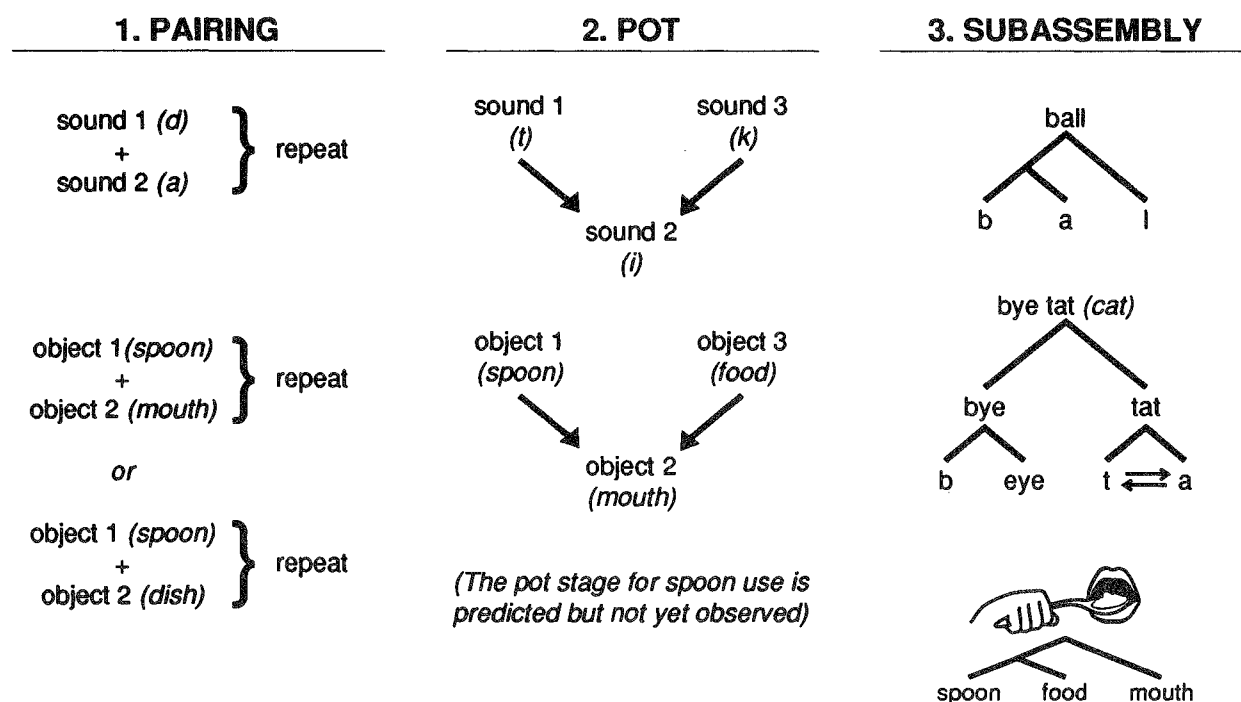 1. PAIRING
sound 1 (d)
+
sound 2 (a)
repeat
object 1(spoon)
+
object 2 (mouth)
repeat
or
object 1 (spoon)
+
object 2 (dish)
repeat
2. POT
sound 1
(t)
sound 3
(k)
sound 2
(i)
object 1
(spoon)
object 3
(food)
object 2
(mouth)
(The pot stage for spoon use is
predicted but not yet observed)
3. SUBASSEMBLY
ball
b a l
bye tat (cat)
bye tat
b eye t a
spoon food mouth